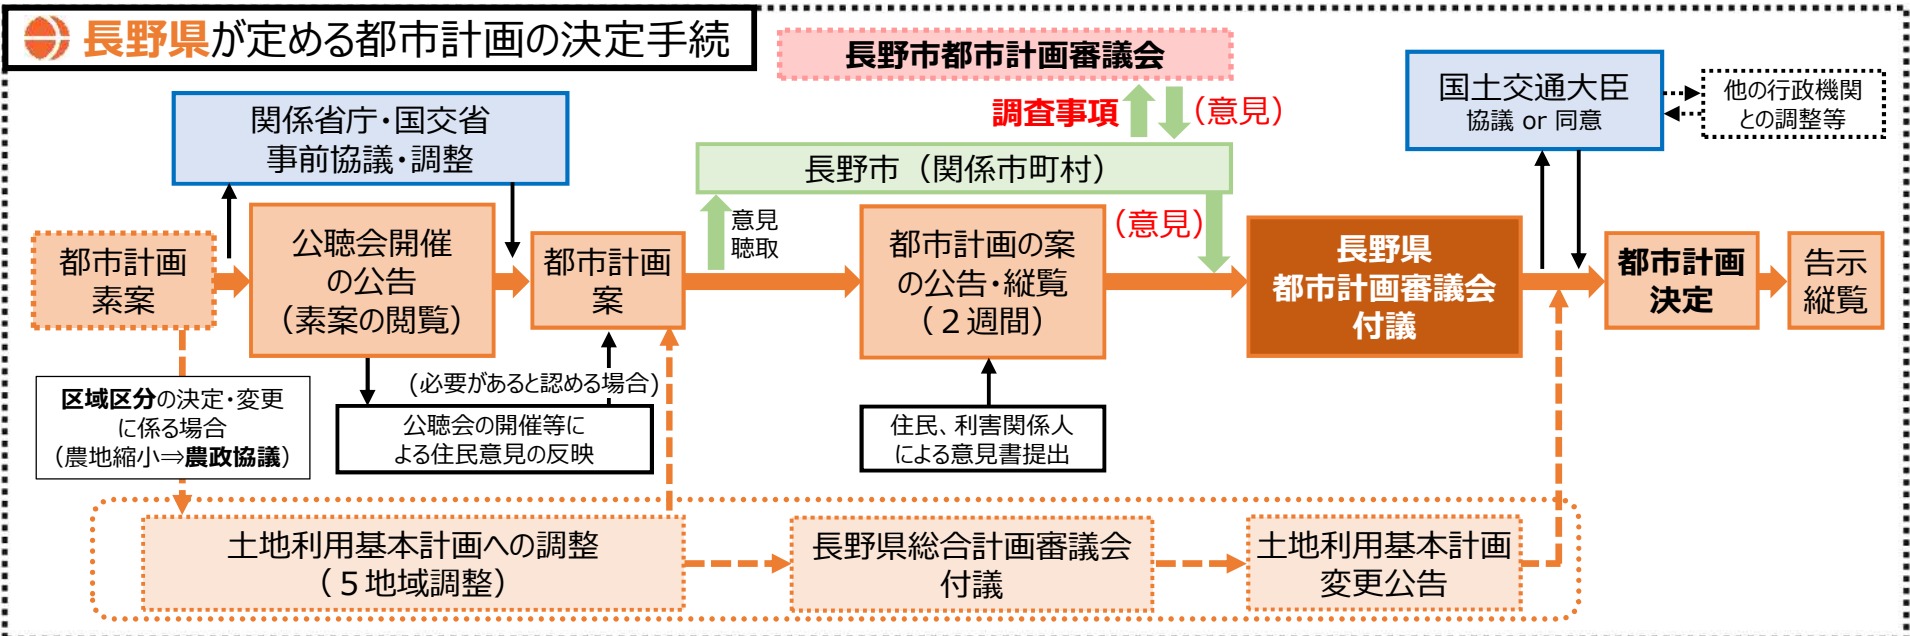 長野県が定める都市計画の決定手続
長野市都市計画審議会
調査事項
(意見)
国土交通大臣
協議 or 同意
他の行政機関
との調整等
関係省庁・国交省
事前協議・調整
長野市（関係市町村）
意見
聴取
(意見)
都市計画
素案
公聴会開催
の公告
（素案の閲覧）
都市計画
案
都市計画の案
の公告・縦覧
（２週間）
長野県
都市計画審議会
付議
都市計画
決定
告示
縦覧
区域区分の決定・変更
に係る場合
（農地縮小⇒農政協議）
(必要があると認める場合)
公聴会の開催等に
よる住民意見の反映
住民、利害関係人
による意見書提出
土地利用基本計画への調整
（５地域調整）
長野県総合計画審議会
付議
土地利用基本計画
変更公告